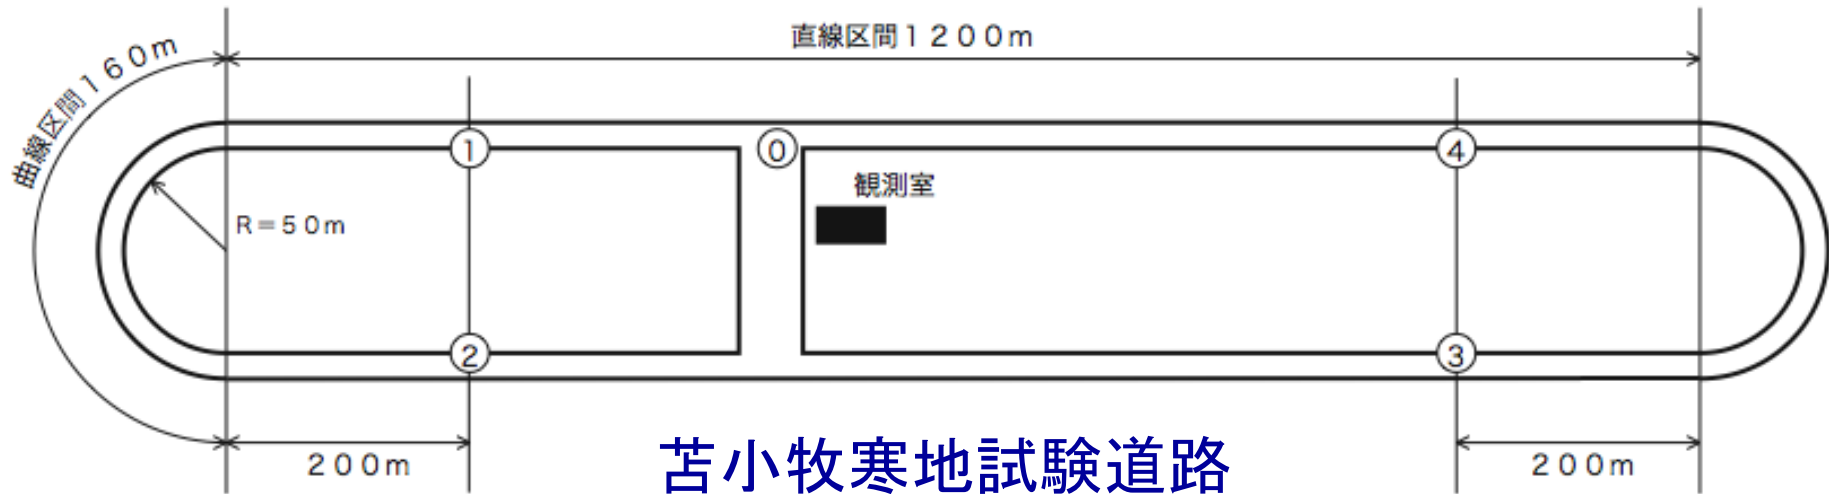 直線区間1200m
曲線区間160m
①
⓪
④
観測室
R=50m
②
③
200m
苫小牧寒地試験道路
200m